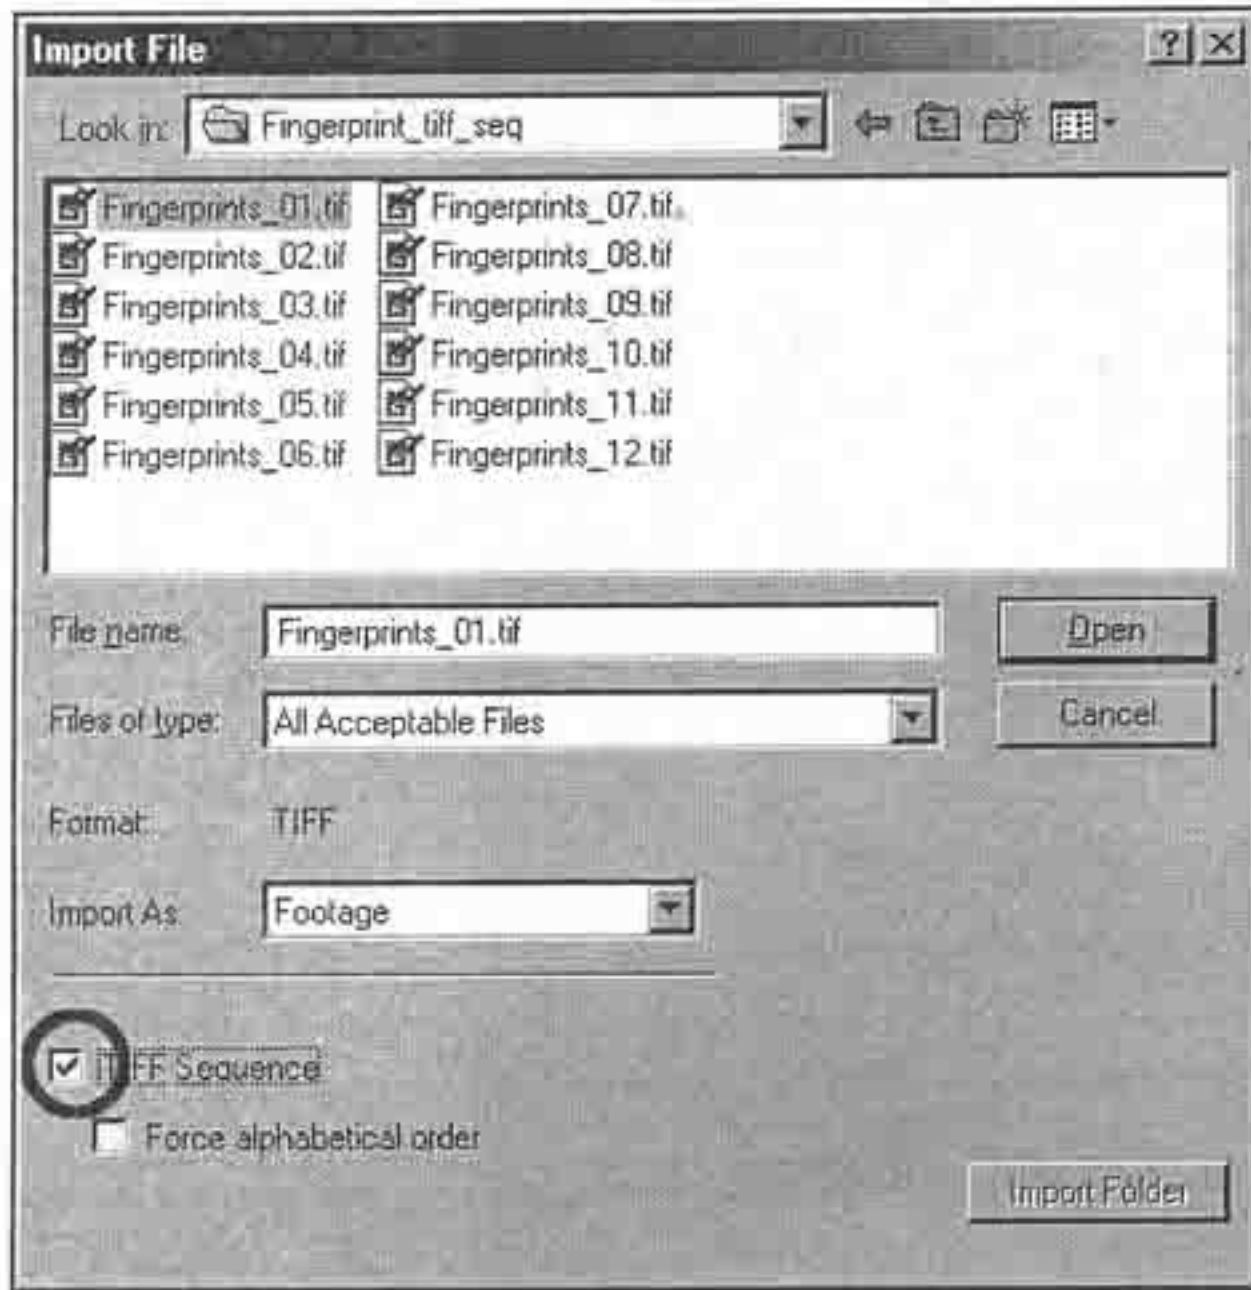 Import File
Look in: Fingerprint_tiff_seq
Fingerprints_01.tif Fingerprints_07.tif
Fingerprints_02.tif Fingerprints_08.tif
Fingerprints_03.tif Fingerprints_09.tif
Fingerprints_04.tif Fingerprints_10.tif
Fingerprints_05.tif Fingerprints_11.tif
Fingerprints_06.tif Fingerprints_12.tif
File name: Fingerprints_01.tif Open
Files of type: All Acceptable Files Cancel
Format: TIFF
Import As: Footage
TIFF Sequence
Force alphabetical order
Import Folder